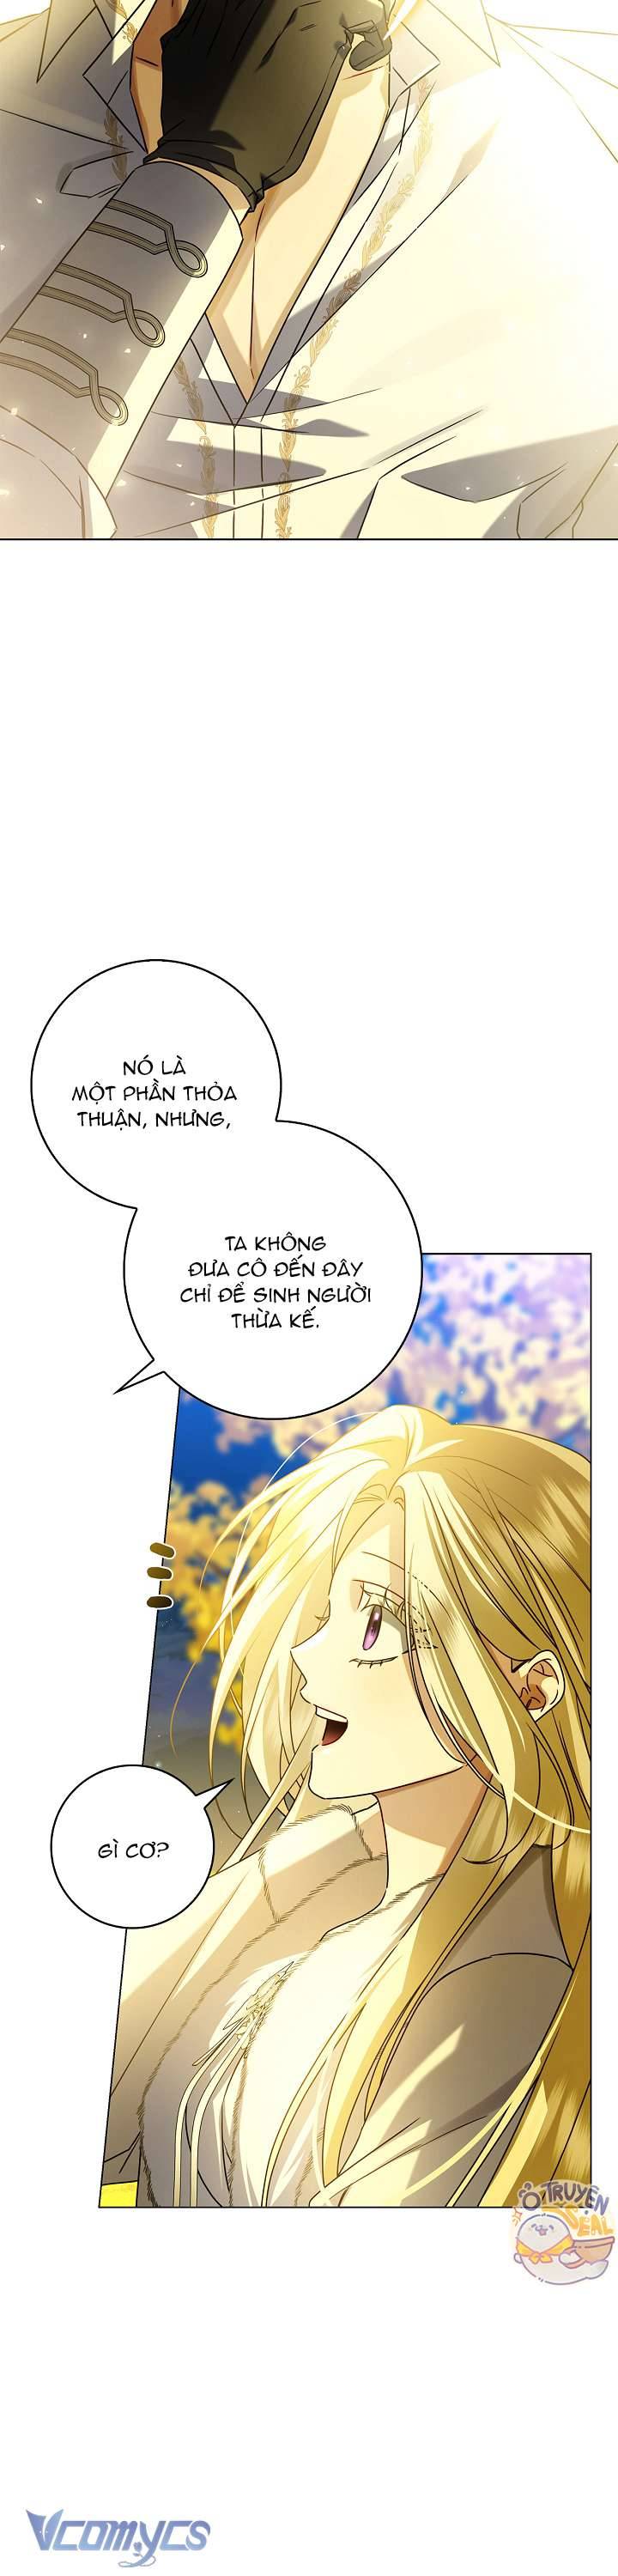 NÓ LÀ
MỘT PHẦN THỎA
THUẬN, NHƯNG,
TA KHÔNG
ĐƯA CÔ ĐẾN ĐÂY
CHỈ ĐỂ SINH NGƯỜI
THỪA KẾ.
GÌ CƠ?
Ổ TRUYỆN
SEAL
VCOMYCS